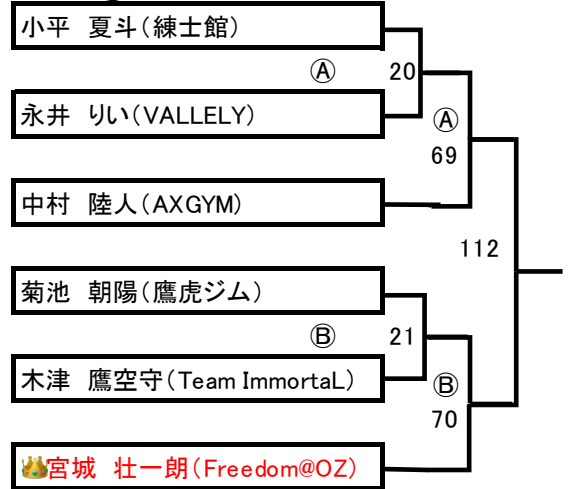 小平　夏斗（練士館）
Ⓐ 20
永井　りい（VALLELY）
Ⓐ
69
中村　陸人（AXGYM）
112
菊池　朝陽（鷹虎ジム）
Ⓑ 21
木津　鷹空守（Team ImmortaL）
Ⓑ
70
👑宮城　壮一朗（Freedom@OZ）